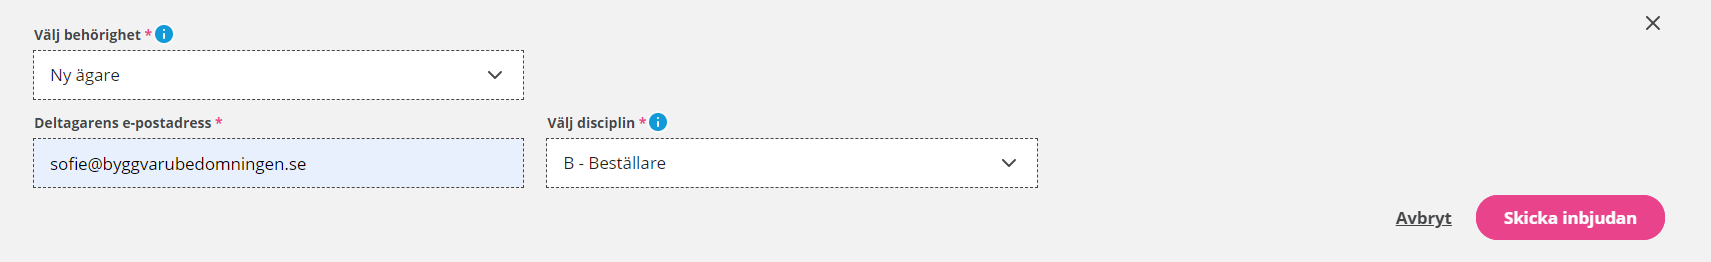 Välj behörighet *
Ny ägare
Deltagarens e-postadress *
Välj disciplin *
sofie@byggvarubedomningen.se
B - Beställare
Avbryt
Skicka inbjudan